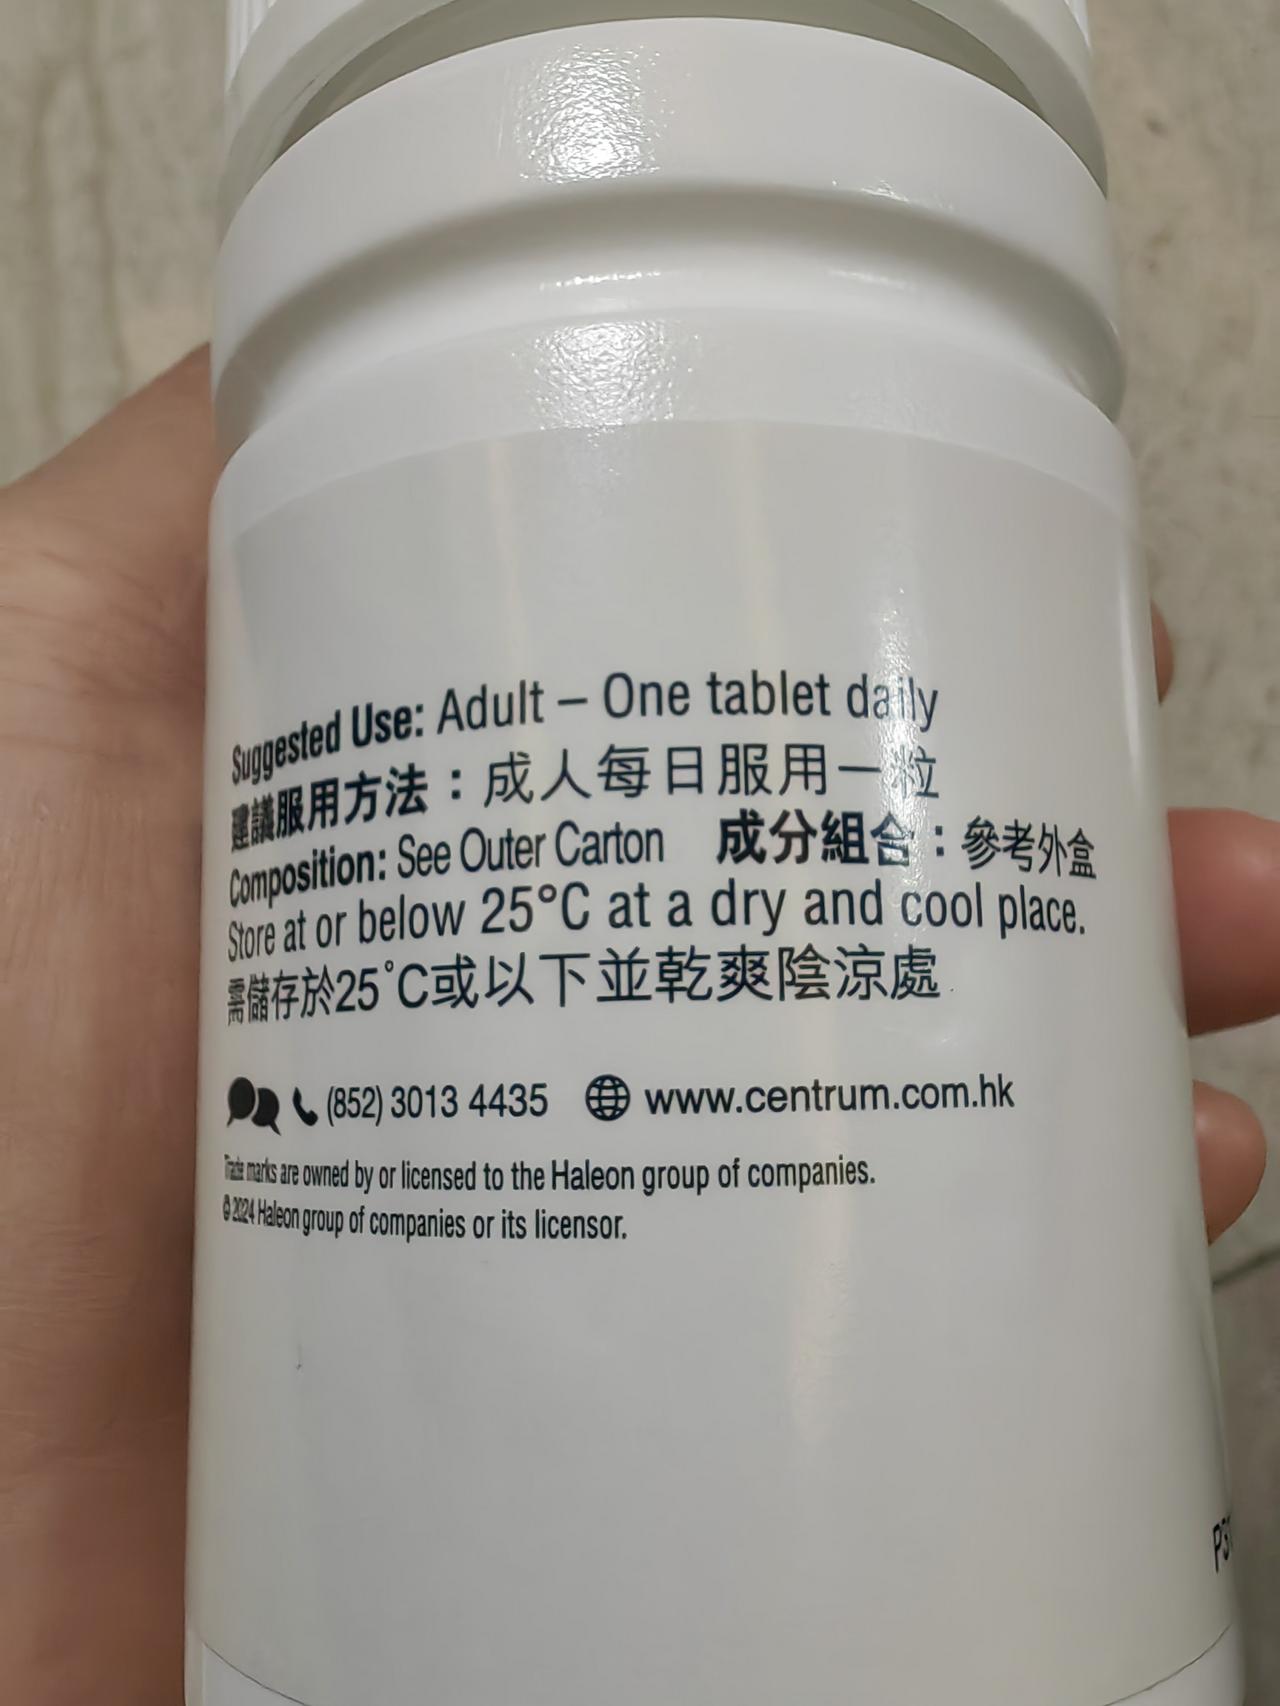 Suggested Use: Adult – One tablet daily
建議服用方法：成人每日服用一粒
Composition: See Outer Carton 成分組合：參考外盒
Store at or below 25°C at a dry and cool place.
需儲存於25°C或以下並乾爽陰涼處
(852) 3013 4435 www.centrum.com.hk
Trade marks are owned by or licensed to the Haleon group of companies.
© 2024 Haleon group of companies or its licensor.